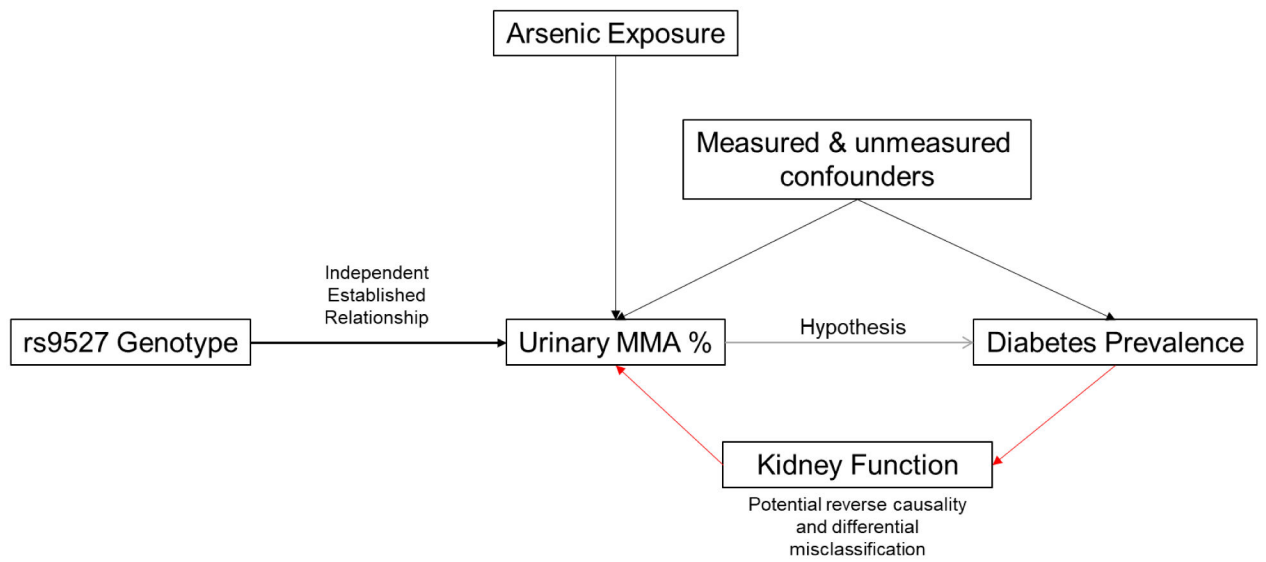 Arsenic Exposure
Measured & unmeasured
confounders
Independent
Established
Relationship
rs9527 Genotype
Urinary MMA %
Hypothesis
Diabetes Prevalence
Kidney Function
Potential reverse causality
and differential
misclassification